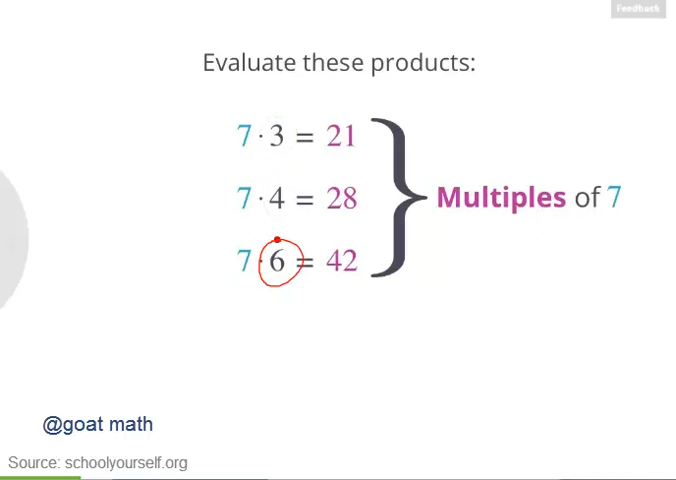 Feedback
Evaluate these products:
7 · 3 = 21
7 · 4 = 28
Multiples of 7
7 · 6 = 42
@goat math
Source: schoolyourself.org